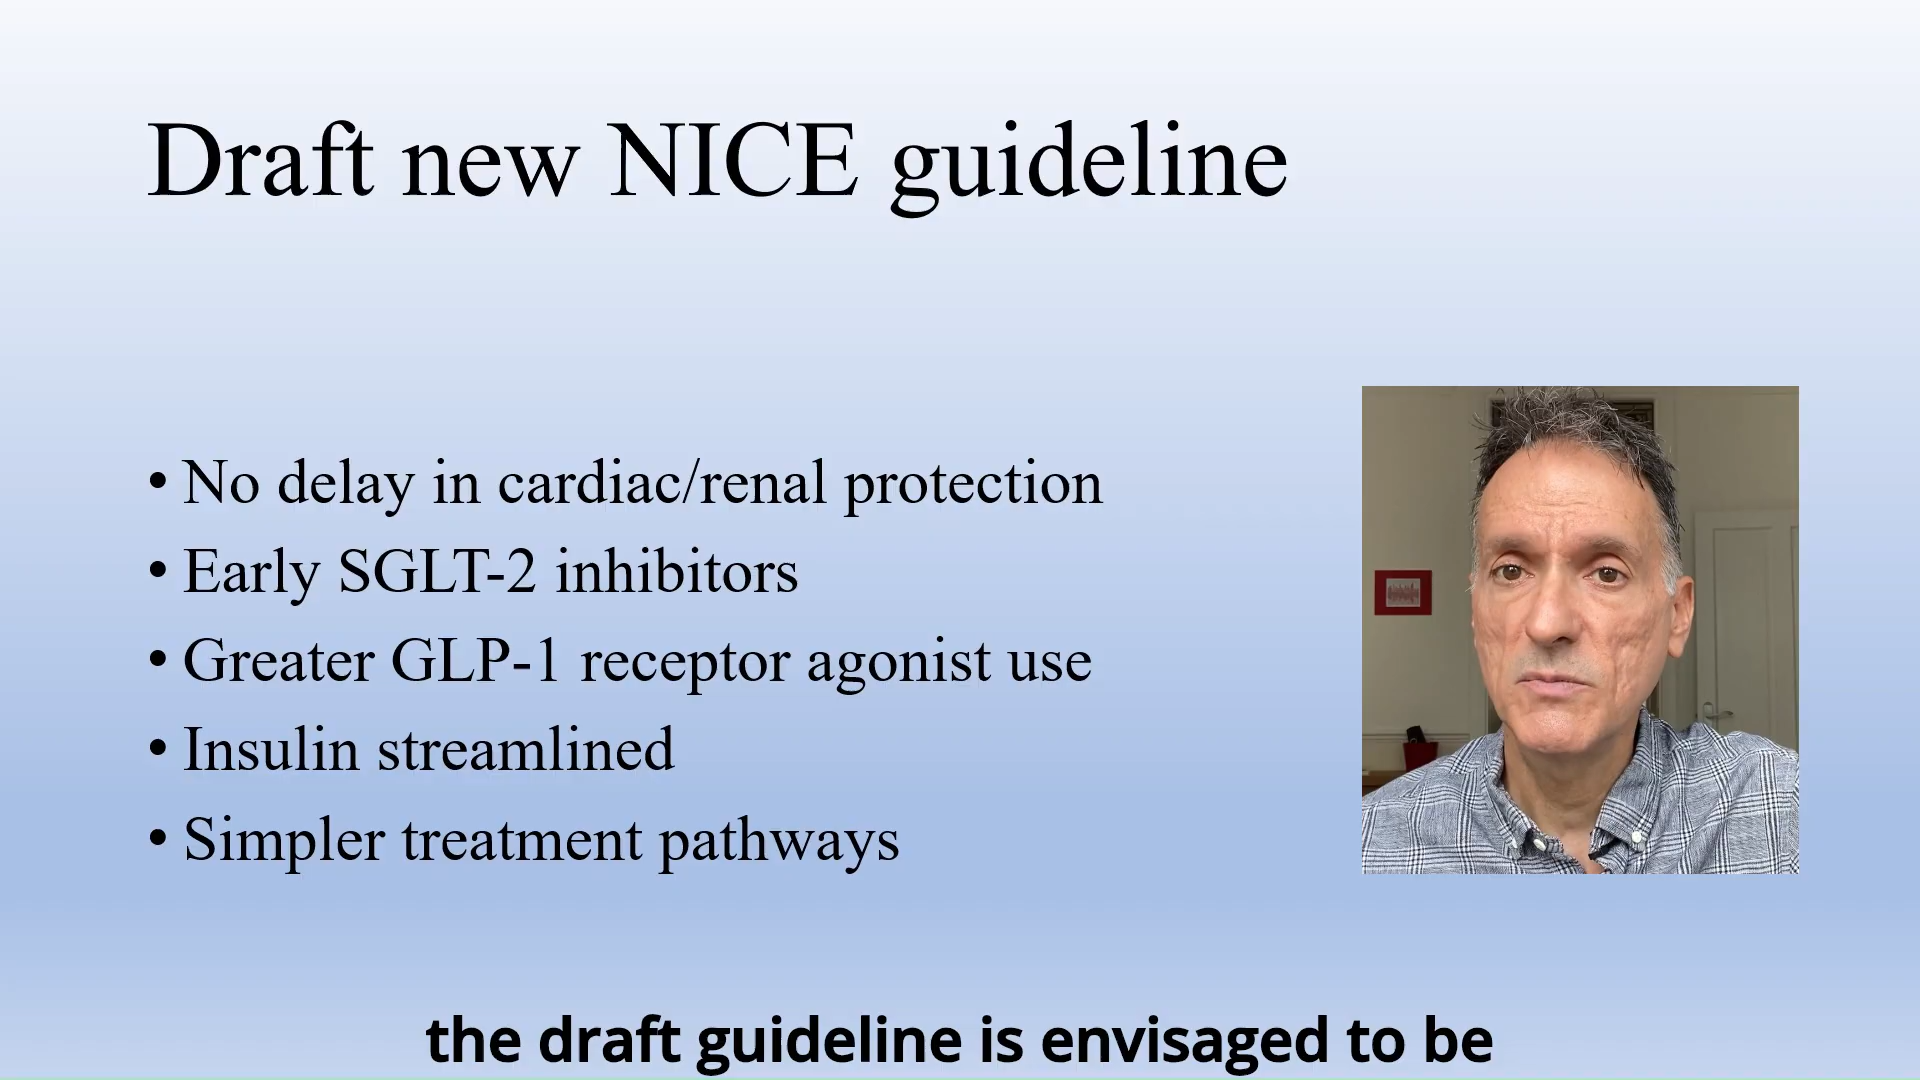 Draft new NICE guideline
• No delay in cardiac/renal protection
• Early SGLT-2 inhibitors
• Greater GLP-1 receptor agonist use
• Insulin streamlined
• Simpler treatment pathways
the draft guideline is envisaged to be